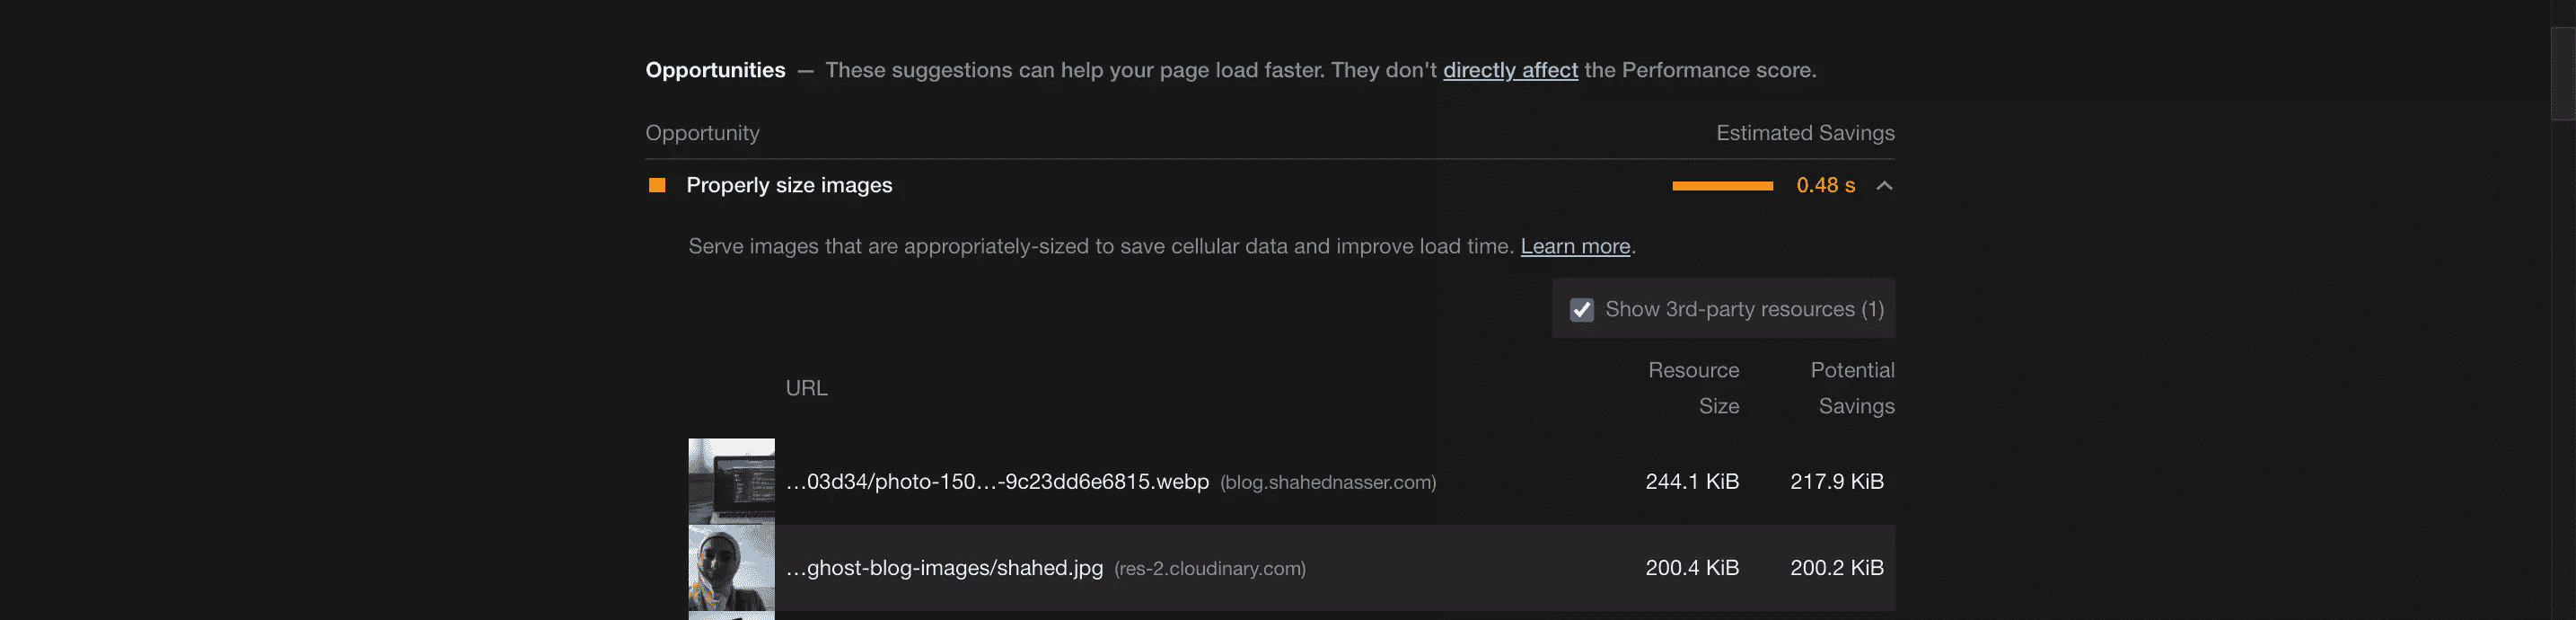 Opportunities — These suggestions can help your page load faster. They don't directly affect the Performance score.
Opportunity Estimated Savings
Properly size images 0.48 s
Serve images that are appropriately-sized to save cellular data and improve load time. Learn more.
Show 3rd-party resources (1)
URL Resource Size Potential Savings
…03d34/photo-150…-9c23dd6e6815.webp (blog.shahednasser.com) 244.1 KiB 217.9 KiB
…ghost-blog-images/shahed.jpg (res-2.cloudinary.com) 200.4 KiB 200.2 KiB